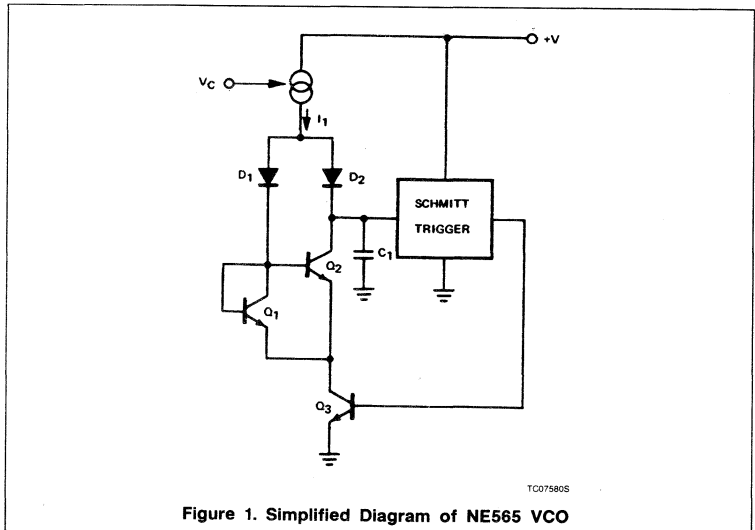 +V
VC
I1
D1
D2
SCHMITT
TRIGGER
C1
Q2
Q1
Q3
TC07580S
Figure 1. Simplified Diagram of NE565 VCO